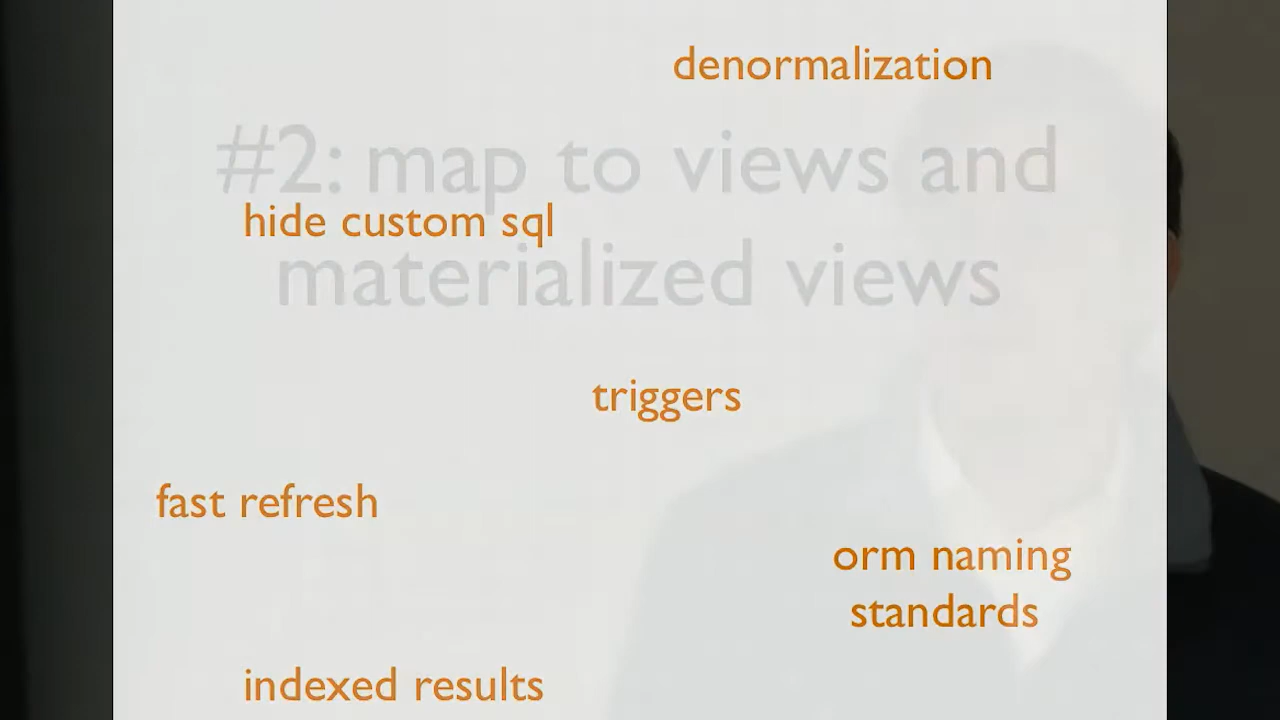 denormalization
#2: map to views and
hide custom sql
materialized views
triggers
fast refresh
orm naming
standards
indexed results